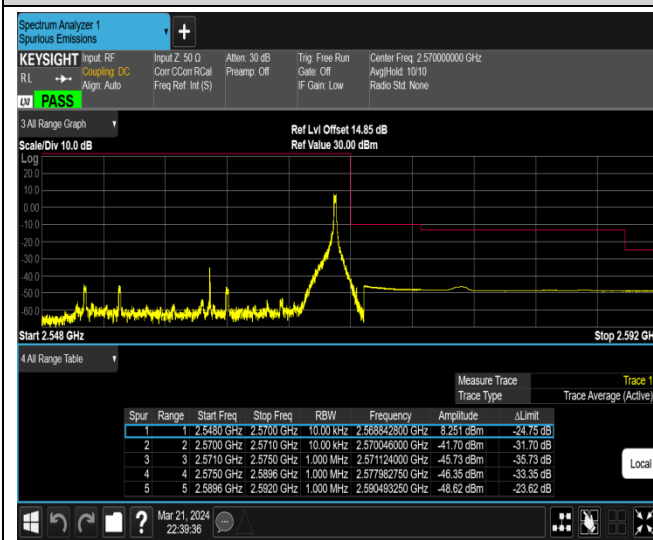 Spectrum Analyzer 1
Spurious Emissions
KEYSIGHT Input: RF Input Z: 50 Ω Atten: 30 dB Trig: Free Run Center Freq: 2.570000000 GHz
RL Coupling: DC Corr CCorr RCal Preamp: Off Gate: Off Avg|Hold: 10/10
Align: Auto Freq Ref: Int (S) IF Gain: Low Radio Std: None
LXI PASS
3 All Range Graph
Ref Lvl Offset 14.85 dB
Scale/Div 10.0 dB Ref Value 30.00 dBm
Log
20.0
10.0
0.00
-10.0
-20.0
-30.0
-40.0
-50.0
-60.0
Start 2.548 GHz Stop 2.592 GH
4 All Range Table
Measure Trace Trace 1
Trace Type Trace Average (Active)
Spur Range Start Freq Stop Freq RBW Frequency Amplitude ΔLimit
1 1 2.5480 GHz 2.5700 GHz 10.00 kHz 2.568842800 GHz 8.251 dBm -24.75 dB
2 2 2.5700 GHz 2.5710 GHz 10.00 kHz 2.570046000 GHz -41.70 dBm -31.70 dB
3 3 2.5710 GHz 2.5750 GHz 1.000 MHz 2.571124000 GHz -45.73 dBm -35.73 dB
4 4 2.5750 GHz 2.5896 GHz 1.000 MHz 2.577982750 GHz -46.35 dBm -33.35 dB
5 5 2.5896 GHz 2.5920 GHz 1.000 MHz 2.590493250 GHz -48.62 dBm -23.62 dB
Local
Mar 21, 2024
22:39:36